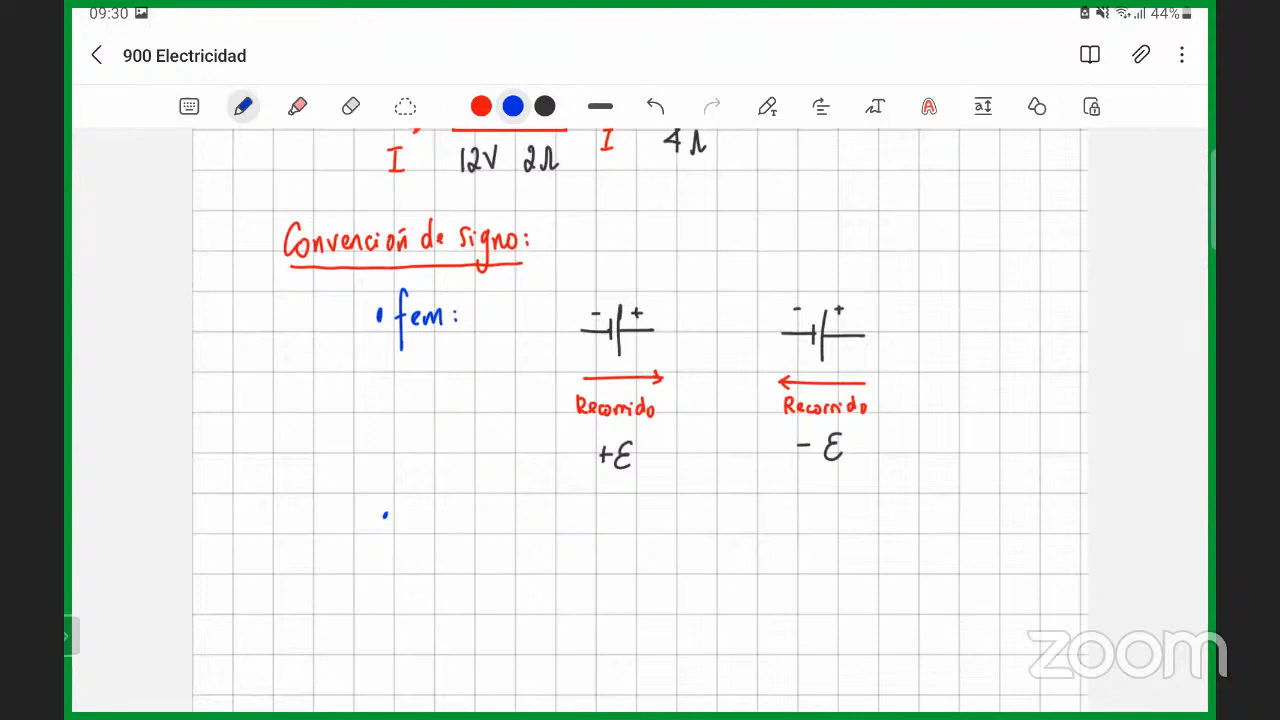 09:30 44%
900 Electricidad
I 12V 2Ω I 4Ω
Convención de signo:
• fem: - + - +
Recorrido Recorrido
+ε - ε
•
zoom